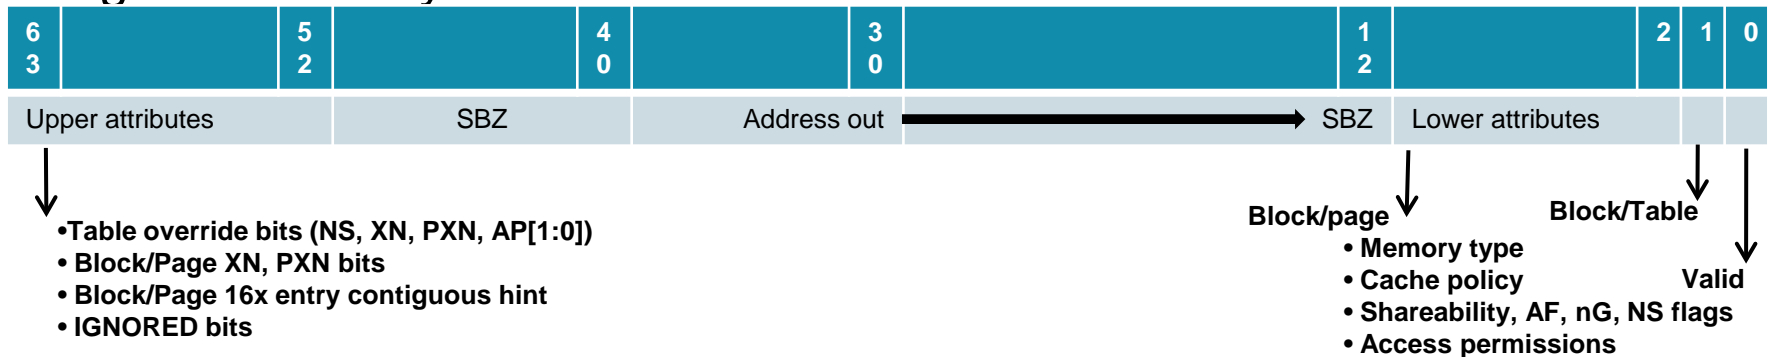 6 5 4 3 1 2 1 0
3 2 0 0 2
Upper attributes SBZ Address out SBZ Lower attributes
•Table override bits (NS, XN, PXN, AP[1:0])
• Block/Page XN, PXN bits
• Block/Page 16x entry contiguous hint
• IGNORED bits
Block/page
• Memory type
• Cache policy
• Shareability, AF, nG, NS flags
• Access permissions
Block/Table
Valid